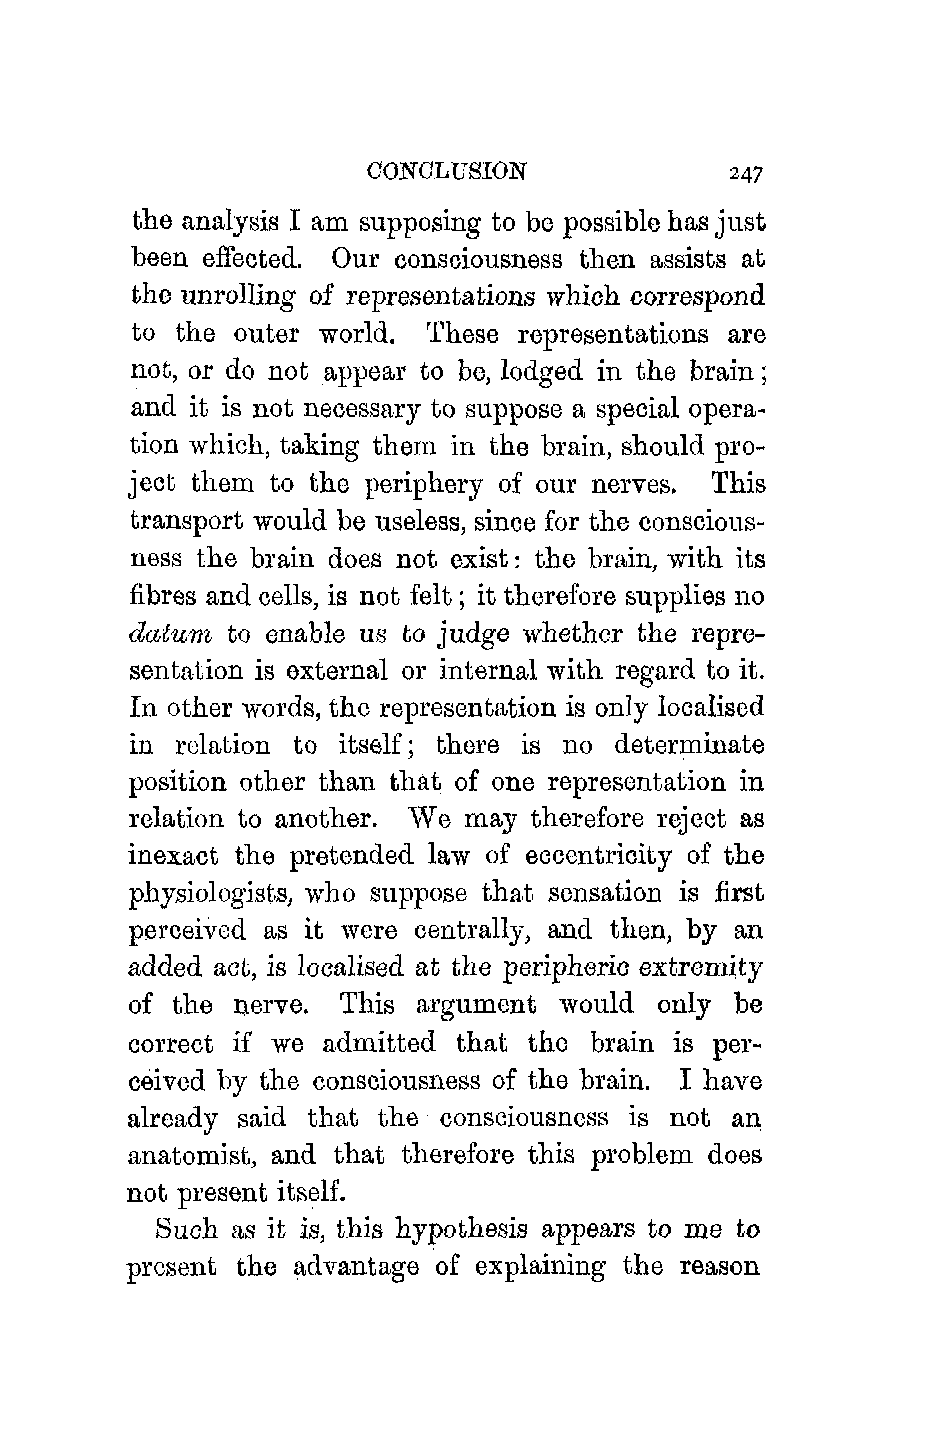 CONCLUSION 247
the analysis I am supposing to be possible has just
been effected. Our consciousness then assists at
the unrolling of representations which correspond
to the outer world. These representations are
not, or do not appear to be, lodged in the brain;
and it is not necessary to suppose a special opera-
tion which, taking them in the brain, should pro-
ject them to the periphery of our nerves. This
transport would be useless, since for the conscious-
ness the brain does not exist: the brain, with its
fibres and cells, is not felt; it therefore supplies no
datum to enable us to judge whether the repre-
sentation is external or internal with regard to it.
In other words, the representation is only localised
in relation to itself; there is no determinate
position other than that of one representation in
relation to another. We may therefore reject as
inexact the pretended law of eccentricity of the
physiologists, who suppose that sensation is first
perceived as it were centrally, and then, by an
added act, is localised at the peripheric extremity
of the nerve. This argument would only be
correct if we admitted that the brain is per-
ceived by the consciousness of the brain. I have
already said that the consciousness is not an
anatomist, and that therefore this problem does
not present itself.
Such as it is, this hypothesis appears to me to
present the advantage of explaining the reason